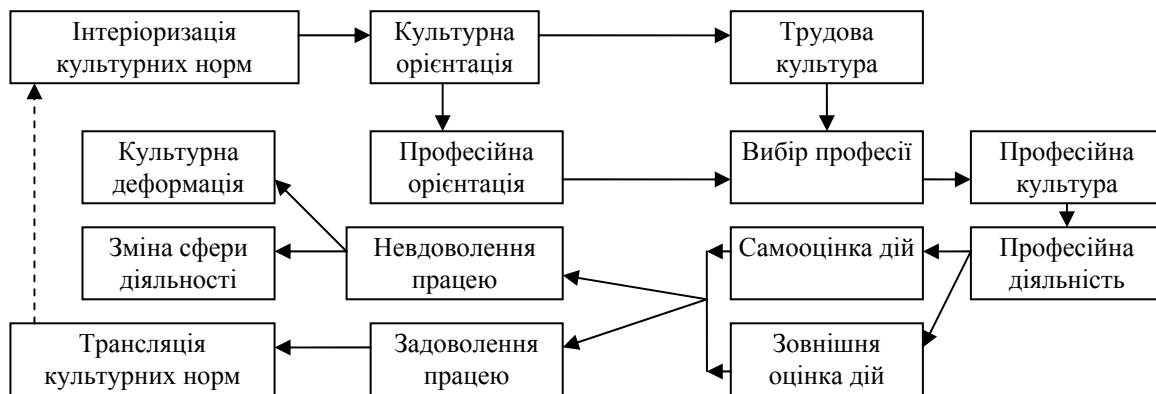 Інтеріоризація
культурних норм
Культурна
орієнтація
Трудова
культура
Культурна
деформація
Професійна
орієнтація
Вибір професії
Професійна
культура
Зміна сфери
діяльності
Невдоволення
працею
Самооцінка дій
Професійна
діяльність
Трансляція
культурних норм
Задоволення
працею
Зовнішня
оцінка дій